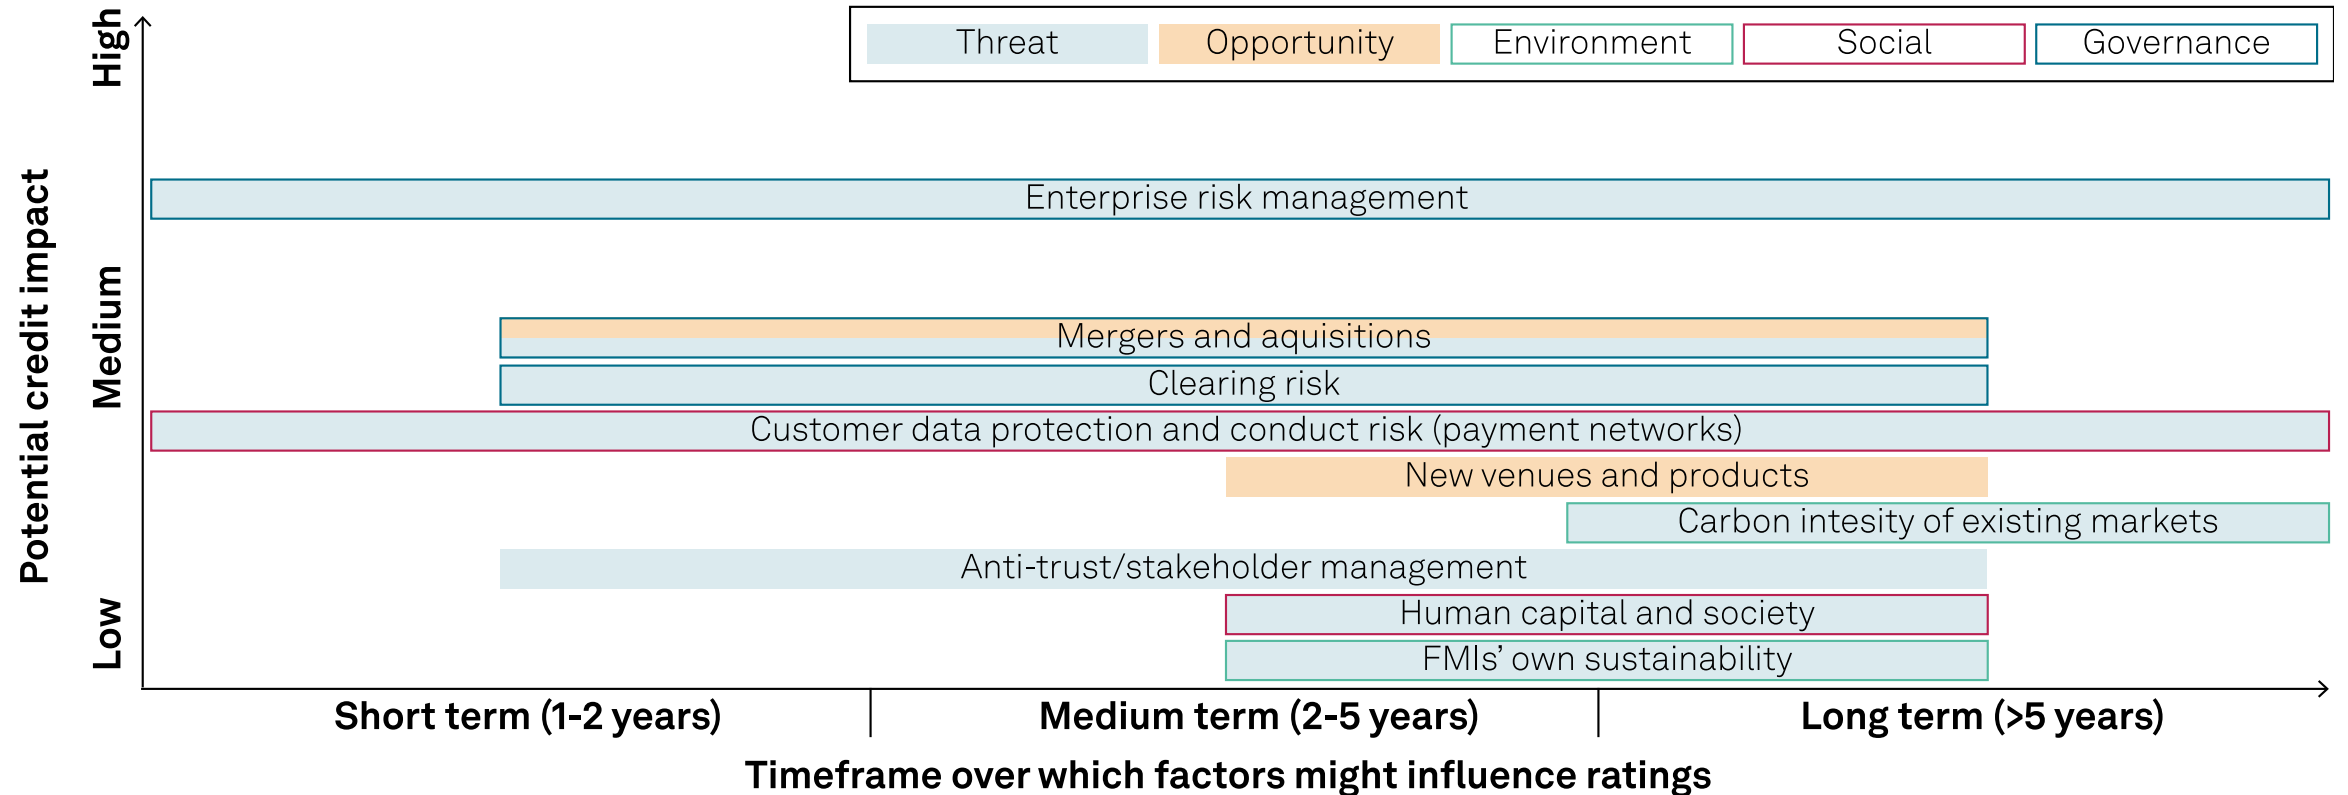 High
Medium
Low
Potential credit impact
Threat
Opportunity
Environment
Social
Governance
Enterprise risk management
Mergers and aquisitions
Clearing risk
Customer data protection and conduct risk (payment networks)
New venues and products
Carbon intesity of existing markets
Anti-trust/stakeholder management
Human capital and society
FMIs’ own sustainability
Short term (1-2 years)
Medium term (2-5 years)
Long term (>5 years)
Timeframe over which factors might influence ratings